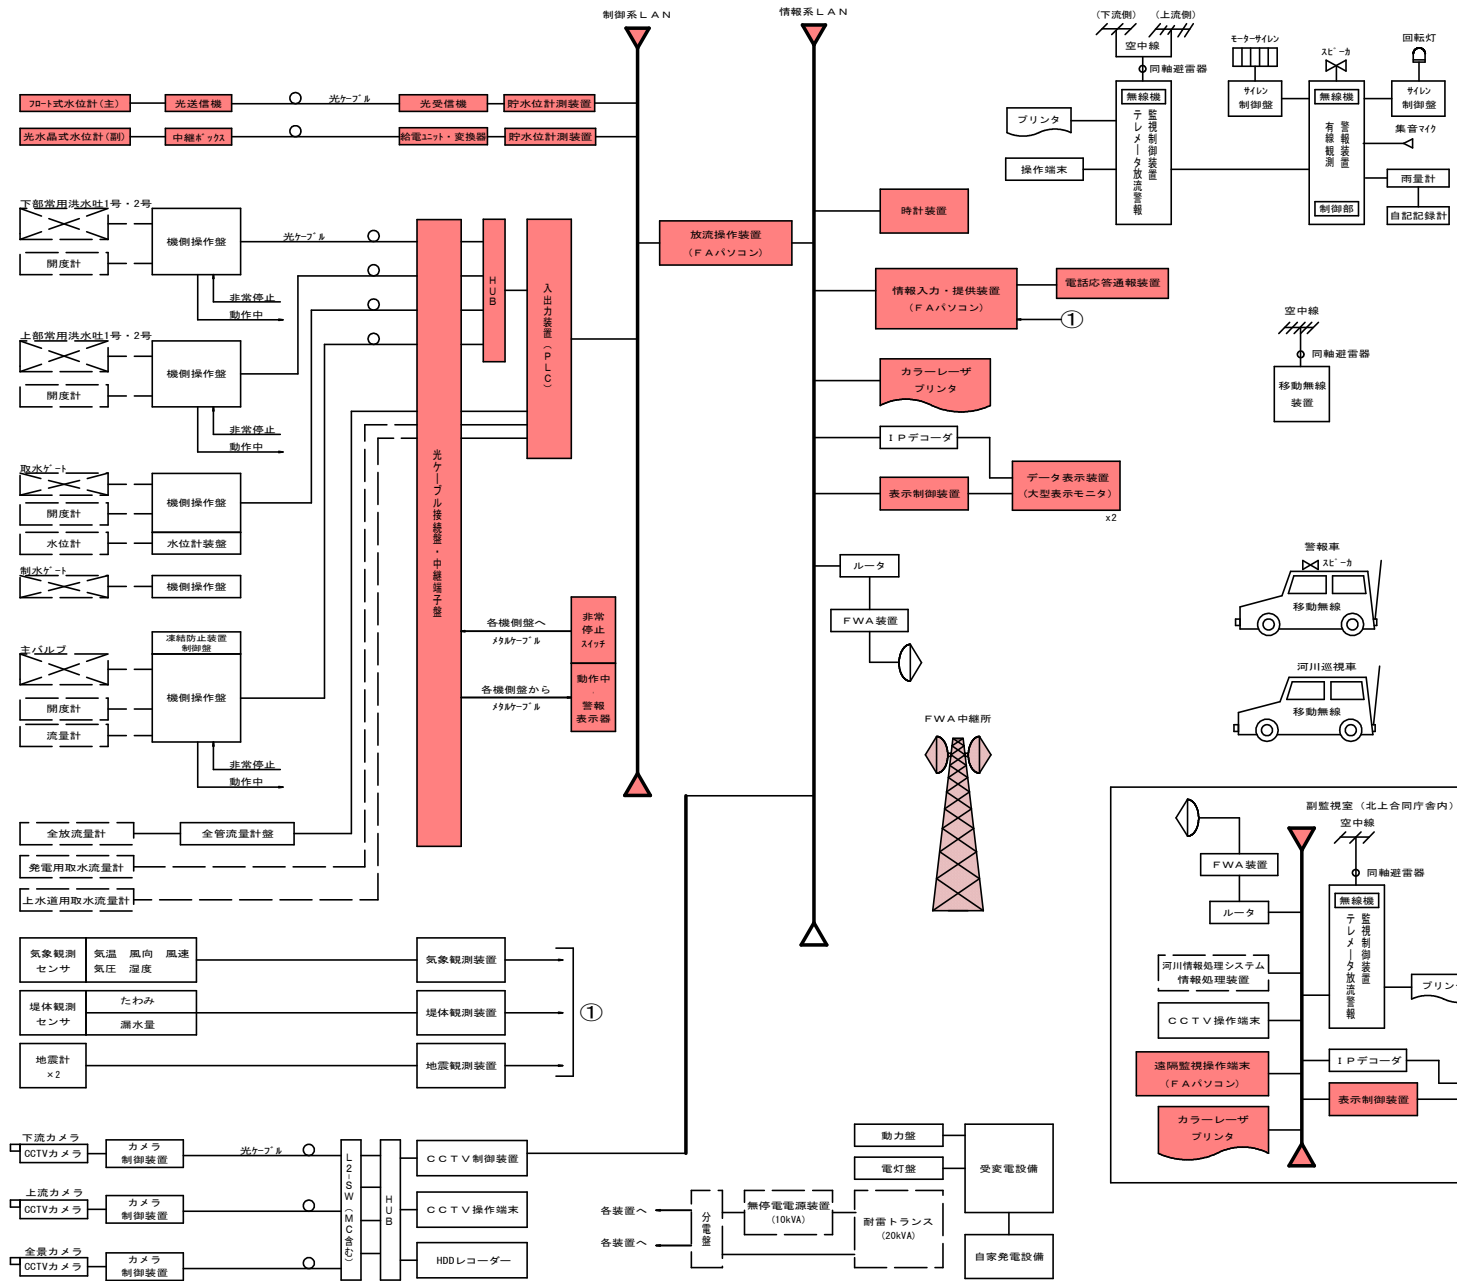 制御系ＬＡＮ
情報系ＬＡＮ
(下流側)
(上流側)
空中線
同軸避雷器
モーターサイレン
スピーカ
回転灯
フロート式水位計(主)
光送信機
光ケーブル
光受信機
貯水位計測装置
光水晶式水位計(副)
中継ボックス
給電ユニット・変換器
貯水位計測装置
プリンタ
操作端末
無線機
監視制御装置
テレメータ放流警報
サイレン
制御盤
無線機
警報装置
有線観測
制御部
サイレン
制御盤
集音マイク
雨量計
自記記録計
下部常用洪水吐1号・2号
開度計
機側操作盤
光ケーブル
非常停止
動作中
上部常用洪水吐1号・2号
開度計
機側操作盤
非常停止
動作中
取水ゲート
開度計
水位計
機側操作盤
水位計装盤
制水ゲート
機側操作盤
主バルブ
開度計
流量計
凍結防止装置
制御盤
機側操作盤
非常停止
動作中
全放流量計
全管流量計盤
発電用取水流量計
上水道用取水流量計
光ケーブル接続盤・中継端子盤
ＨＵＢ
入出力装置(ＰＬＣ)
各機側盤へ
メタルケーブル
各機側盤から
メタルケーブル
非常
停止
スイッチ
動作中
・
警報
表示器
放流操作装置
(ＦＡパソコン)
時計装置
情報入力・提供装置
(ＦＡパソコン)
電話応答通報装置
①
カラーレーザ
プリンタ
ＩＰデコーダ
表示制御装置
データ表示装置
(大型表示モニタ)
x2
ルータ
ＦＷＡ装置
ＦＷＡ中継所
空中線
同軸避雷器
移動無線
装置
警報車
スピーカ
移動無線
河川巡視車
移動無線
気象観測
センサ
気温　風向　風速
気圧　湿度
気象観測装置
堤体観測
センサ
たわみ
漏水量
堤体観測装置
地震計
×2
地震観測装置
①
下流カメラ
CCTVカメラ
カメラ
制御装置
光ケーブル
上流カメラ
CCTVカメラ
カメラ
制御装置
全景カメラ
CCTVカメラ
カメラ
制御装置
Ｌ２－ＳＷ(ＭＣ含む)
ＨＵＢ
ＣＣＴＶ制御装置
ＣＣＴＶ操作端末
HDDレコーダー
各装置へ
各装置へ
分電盤
無停電電源装置
(10kVA)
耐雷トランス
(20kVA)
動力盤
電灯盤
受変電設備
自家発電設備
副監視室(北上合同庁舎内)
空中線
同軸避雷器
ＦＷＡ装置
ルータ
河川情報処理システム
情報処理装置
ＣＣＴＶ操作端末
遠隔監視操作端末
(ＦＡパソコン)
カラーレーザ
プリンタ
無線機
監視制御装置
テレメータ放流警報
プリン
ＩＰデコーダ
表示制御装置